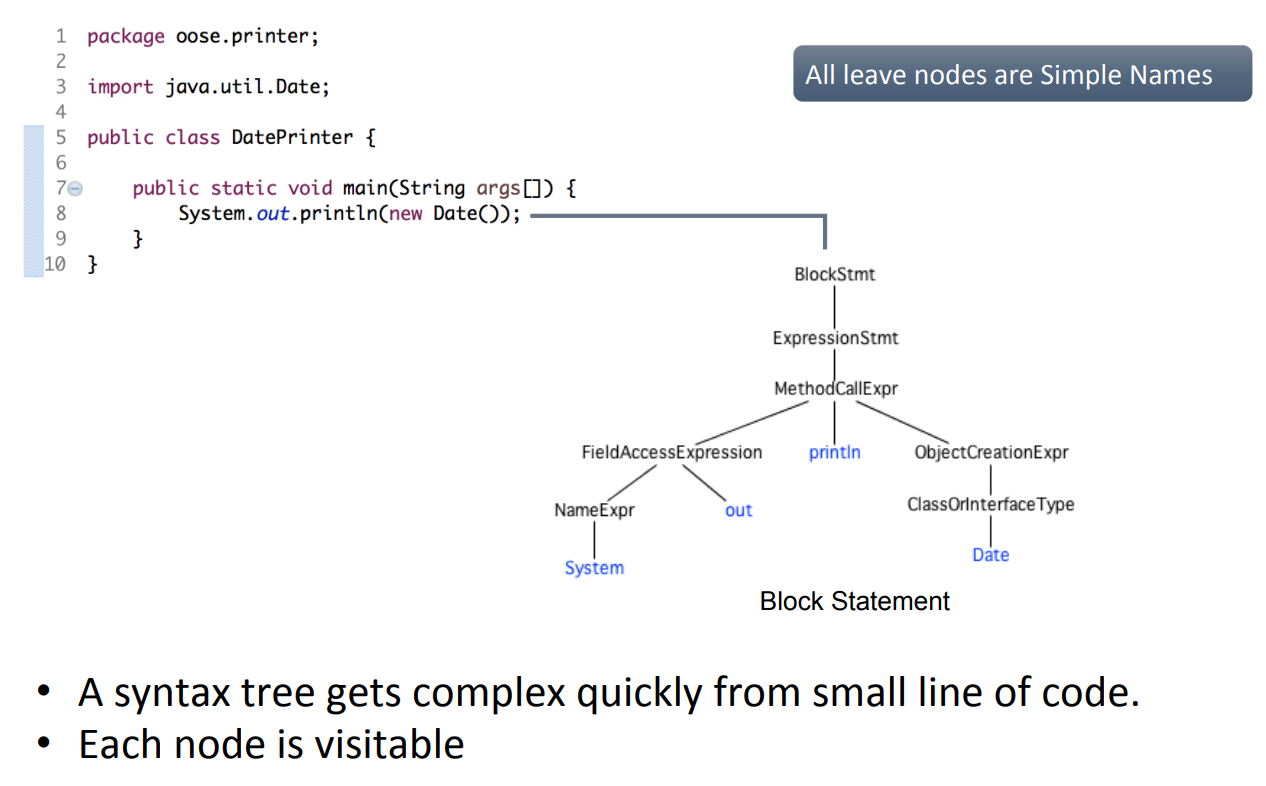 1 package oose.printer;
2
3 import java.util.Date;
4
5 public class DatePrinter {
6
7 public static void main(String args[]) {
8 System.out.println(new Date());
9 }
10 }
All leave nodes are Simple Names
BlockStmt
ExpressionStmt
MethodCallExpr
FieldAccessExpression println ObjectCreationExpr
NameExpr out ClassOrInterfaceType
System Date
Block Statement
• A syntax tree gets complex quickly from small line of code.
• Each node is visitable